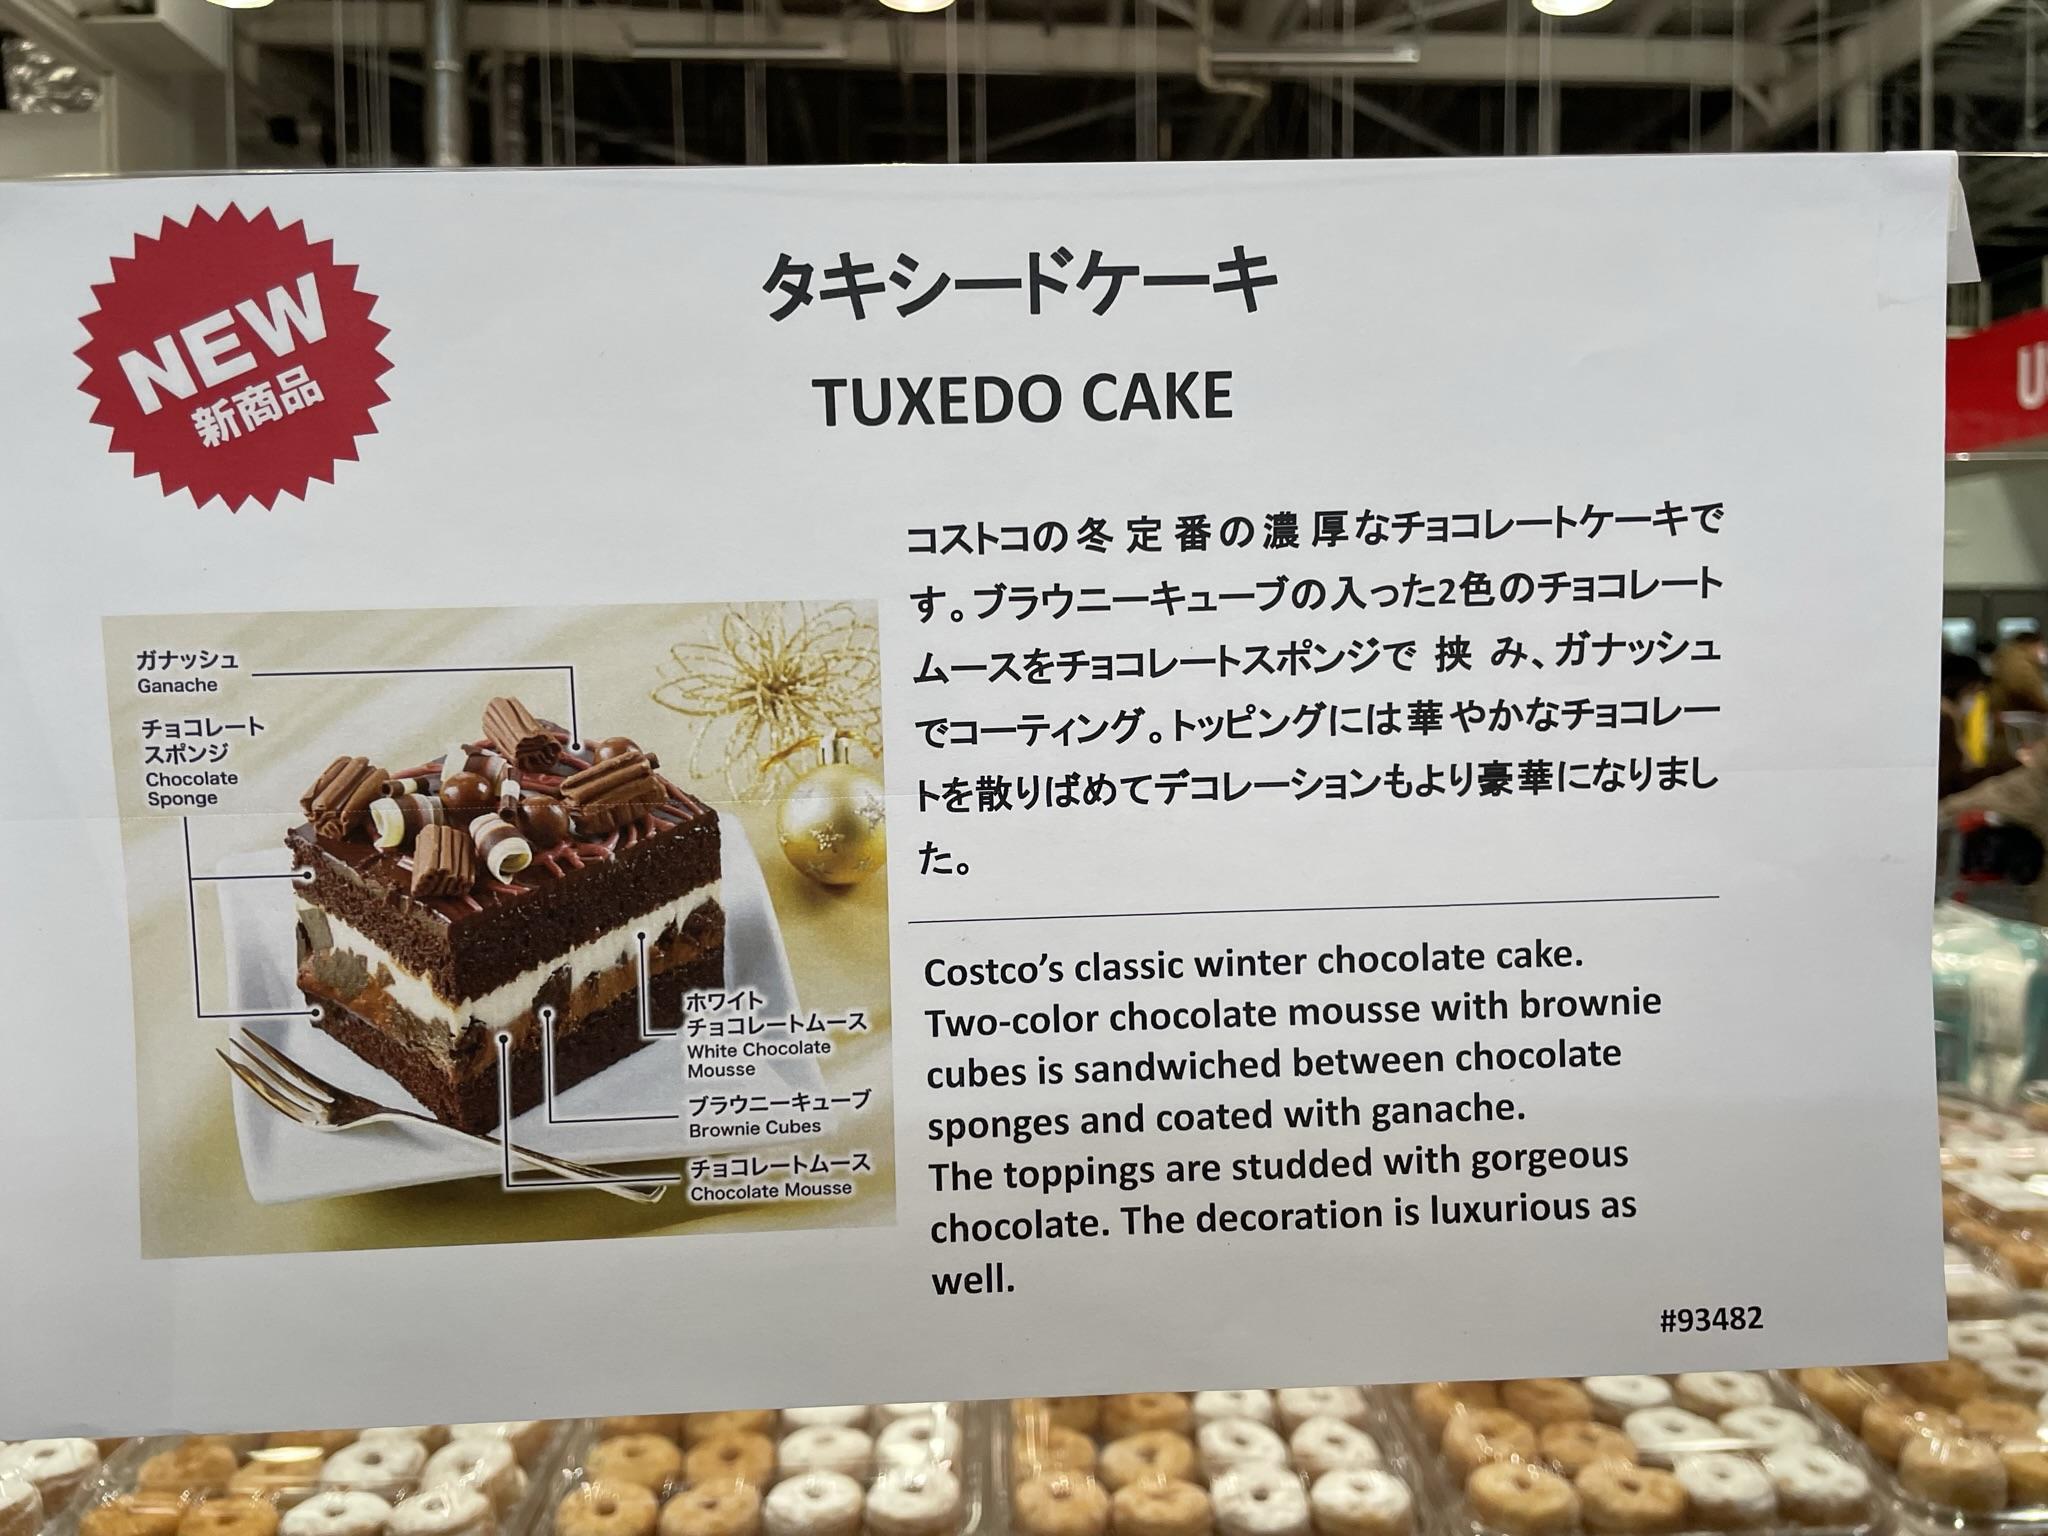 NEW
新商品
タキシードケーキ
TUXEDO CAKE
コストコの冬定番の濃厚なチョコレートケーキで
す。ブラウニーキューブの入った2色のチョコレート
ムースをチョコレートスポンジで挟み、ガナッシュ
でコーティング。トッピングには華やかなチョコレー
トを散りばめてデコレーションもより豪華になりまし
た。
Costco's classic winter chocolate cake.
Two-color chocolate mousse with brownie
cubes is sandwiched between chocolate
sponges and coated with ganache.
The toppings are studded with gorgeous
chocolate. The decoration is luxurious as
well.
#93482
ガナッシュ
Ganache
チョコレート
スポンジ
Chocolate
Sponge
ホワイト
チョコレートムース
White Chocolate
Mousse
ブラウニーキューブ
Brownie Cubes
チョコレートムース
Chocolate Mousse